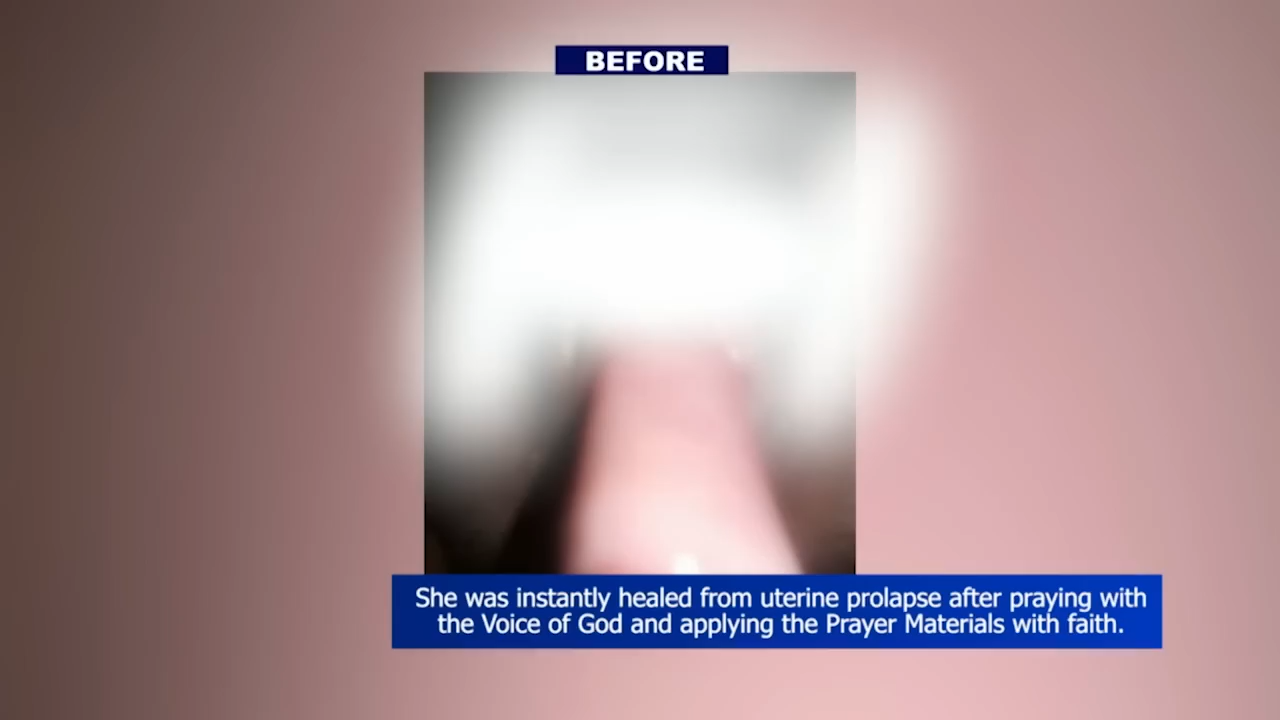 BEFORE
She was instantly healed from uterine prolapse after praying with
the Voice of God and applying the Prayer Materials with faith.